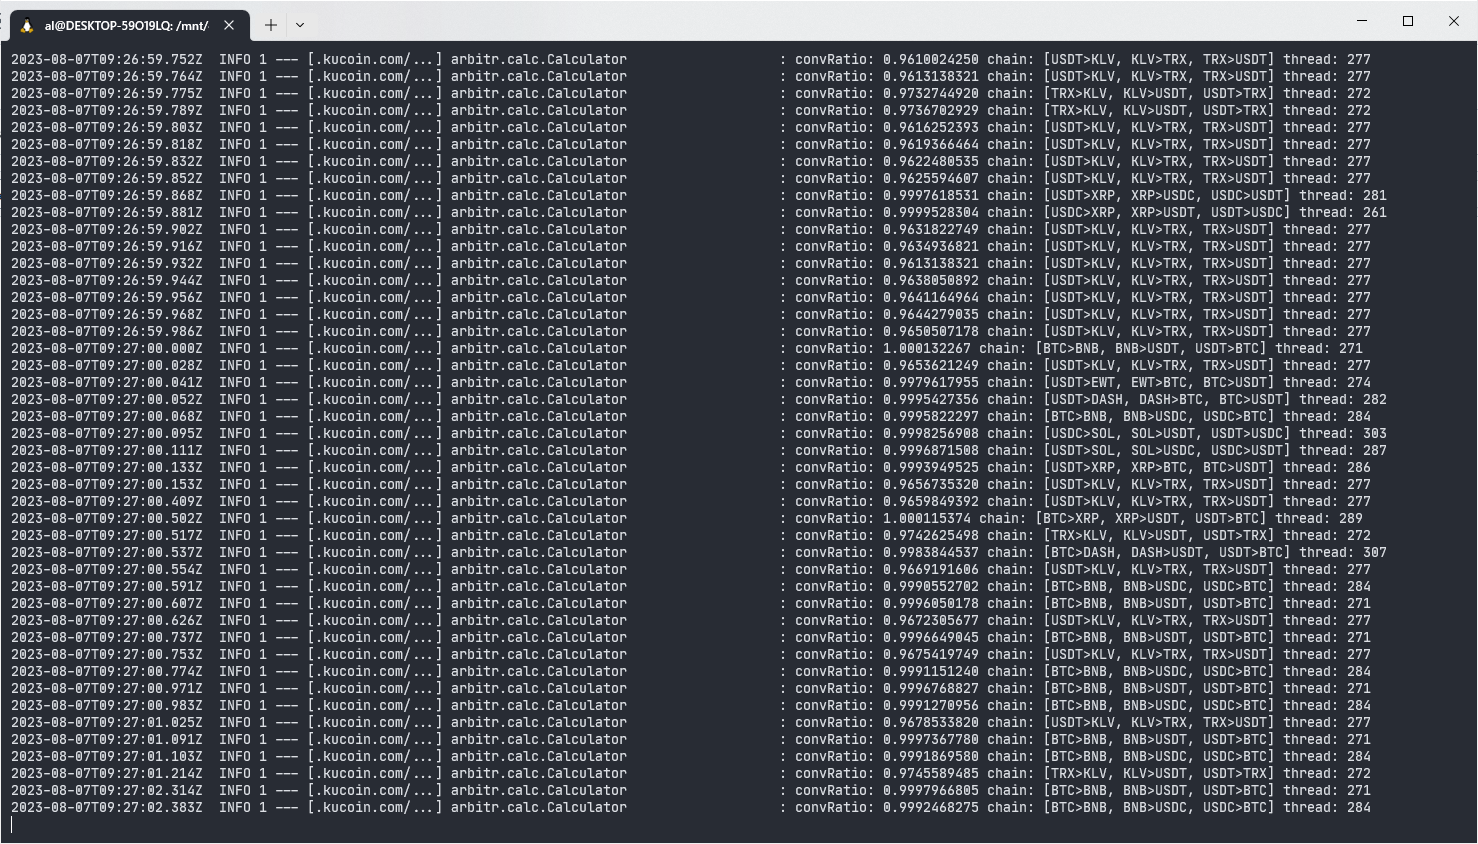 al@DESKTOP-59O19LQ: /mnt/
2023-08-07T09:26:59.752Z  INFO 1 --- [.kucoin.com/...] arbitr.calc.Calculator                   : convRatio: 0.9610024250 chain: [USDT>KLV, KLV>TRX, TRX>USDT] thread: 277
2023-08-07T09:26:59.764Z  INFO 1 --- [.kucoin.com/...] arbitr.calc.Calculator                   : convRatio: 0.9613138321 chain: [USDT>KLV, KLV>TRX, TRX>USDT] thread: 277
2023-08-07T09:26:59.775Z  INFO 1 --- [.kucoin.com/...] arbitr.calc.Calculator                   : convRatio: 0.9732744920 chain: [TRX>KLV, KLV>USDT, USDT>TRX] thread: 272
2023-08-07T09:26:59.789Z  INFO 1 --- [.kucoin.com/...] arbitr.calc.Calculator                   : convRatio: 0.9736702929 chain: [TRX>KLV, KLV>USDT, USDT>TRX] thread: 272
2023-08-07T09:26:59.803Z  INFO 1 --- [.kucoin.com/...] arbitr.calc.Calculator                   : convRatio: 0.9616252393 chain: [USDT>KLV, KLV>TRX, TRX>USDT] thread: 277
2023-08-07T09:26:59.818Z  INFO 1 --- [.kucoin.com/...] arbitr.calc.Calculator                   : convRatio: 0.9619366464 chain: [USDT>KLV, KLV>TRX, TRX>USDT] thread: 277
2023-08-07T09:26:59.832Z  INFO 1 --- [.kucoin.com/...] arbitr.calc.Calculator                   : convRatio: 0.9622480535 chain: [USDT>KLV, KLV>TRX, TRX>USDT] thread: 277
2023-08-07T09:26:59.852Z  INFO 1 --- [.kucoin.com/...] arbitr.calc.Calculator                   : convRatio: 0.9625594607 chain: [USDT>KLV, KLV>TRX, TRX>USDT] thread: 277
2023-08-07T09:26:59.868Z  INFO 1 --- [.kucoin.com/...] arbitr.calc.Calculator                   : convRatio: 0.9997618531 chain: [USDT>XRP, XRP>USDC, USDC>USDT] thread: 281
2023-08-07T09:26:59.881Z  INFO 1 --- [.kucoin.com/...] arbitr.calc.Calculator                   : convRatio: 0.9999528304 chain: [USDC>XRP, XRP>USDT, USDT>USDC] thread: 261
2023-08-07T09:26:59.902Z  INFO 1 --- [.kucoin.com/...] arbitr.calc.Calculator                   : convRatio: 0.9631822749 chain: [USDT>KLV, KLV>TRX, TRX>USDT] thread: 277
2023-08-07T09:26:59.916Z  INFO 1 --- [.kucoin.com/...] arbitr.calc.Calculator                   : convRatio: 0.9634936821 chain: [USDT>KLV, KLV>TRX, TRX>USDT] thread: 277
2023-08-07T09:26:59.932Z  INFO 1 --- [.kucoin.com/...] arbitr.calc.Calculator                   : convRatio: 0.9613138321 chain: [USDT>KLV, KLV>TRX, TRX>USDT] thread: 277
2023-08-07T09:26:59.944Z  INFO 1 --- [.kucoin.com/...] arbitr.calc.Calculator                   : convRatio: 0.9638050892 chain: [USDT>KLV, KLV>TRX, TRX>USDT] thread: 277
2023-08-07T09:26:59.956Z  INFO 1 --- [.kucoin.com/...] arbitr.calc.Calculator                   : convRatio: 0.9641164964 chain: [USDT>KLV, KLV>TRX, TRX>USDT] thread: 277
2023-08-07T09:26:59.968Z  INFO 1 --- [.kucoin.com/...] arbitr.calc.Calculator                   : convRatio: 0.9644279035 chain: [USDT>KLV, KLV>TRX, TRX>USDT] thread: 277
2023-08-07T09:26:59.986Z  INFO 1 --- [.kucoin.com/...] arbitr.calc.Calculator                   : convRatio: 0.9650507178 chain: [USDT>KLV, KLV>TRX, TRX>USDT] thread: 277
2023-08-07T09:27:00.000Z  INFO 1 --- [.kucoin.com/...] arbitr.calc.Calculator                   : convRatio: 1.000132267 chain: [BTC>BNB, BNB>USDT, USDT>BTC] thread: 271
2023-08-07T09:27:00.028Z  INFO 1 --- [.kucoin.com/...] arbitr.calc.Calculator                   : convRatio: 0.9653621249 chain: [USDT>KLV, KLV>TRX, TRX>USDT] thread: 277
2023-08-07T09:27:00.041Z  INFO 1 --- [.kucoin.com/...] arbitr.calc.Calculator                   : convRatio: 0.9979617955 chain: [USDT>EWT, EWT>BTC, BTC>USDT] thread: 274
2023-08-07T09:27:00.052Z  INFO 1 --- [.kucoin.com/...] arbitr.calc.Calculator                   : convRatio: 0.9995427356 chain: [USDT>DASH, DASH>BTC, BTC>USDT] thread: 282
2023-08-07T09:27:00.068Z  INFO 1 --- [.kucoin.com/...] arbitr.calc.Calculator                   : convRatio: 0.9995822297 chain: [BTC>BNB, BNB>USDC, USDC>BTC] thread: 284
2023-08-07T09:27:00.095Z  INFO 1 --- [.kucoin.com/...] arbitr.calc.Calculator                   : convRatio: 0.9998256908 chain: [USDC>SOL, SOL>USDT, USDT>USDC] thread: 303
2023-08-07T09:27:00.111Z  INFO 1 --- [.kucoin.com/...] arbitr.calc.Calculator                   : convRatio: 0.9996871508 chain: [USDT>SOL, SOL>USDC, USDC>USDT] thread: 287
2023-08-07T09:27:00.133Z  INFO 1 --- [.kucoin.com/...] arbitr.calc.Calculator                   : convRatio: 0.9993949525 chain: [USDT>XRP, XRP>BTC, BTC>USDT] thread: 286
2023-08-07T09:27:00.153Z  INFO 1 --- [.kucoin.com/...] arbitr.calc.Calculator                   : convRatio: 0.9656735320 chain: [USDT>KLV, KLV>TRX, TRX>USDT] thread: 277
2023-08-07T09:27:00.409Z  INFO 1 --- [.kucoin.com/...] arbitr.calc.Calculator                   : convRatio: 0.9659849392 chain: [USDT>KLV, KLV>TRX, TRX>USDT] thread: 277
2023-08-07T09:27:00.502Z  INFO 1 --- [.kucoin.com/...] arbitr.calc.Calculator                   : convRatio: 1.000115374 chain: [BTC>XRP, XRP>USDT, USDT>BTC] thread: 289
2023-08-07T09:27:00.517Z  INFO 1 --- [.kucoin.com/...] arbitr.calc.Calculator                   : convRatio: 0.9742625498 chain: [TRX>KLV, KLV>USDT, USDT>TRX] thread: 272
2023-08-07T09:27:00.537Z  INFO 1 --- [.kucoin.com/...] arbitr.calc.Calculator                   : convRatio: 0.9983844537 chain: [BTC>DASH, DASH>USDT, USDT>BTC] thread: 307
2023-08-07T09:27:00.554Z  INFO 1 --- [.kucoin.com/...] arbitr.calc.Calculator                   : convRatio: 0.9669191606 chain: [USDT>KLV, KLV>TRX, TRX>USDT] thread: 277
2023-08-07T09:27:00.591Z  INFO 1 --- [.kucoin.com/...] arbitr.calc.Calculator                   : convRatio: 0.9990552702 chain: [BTC>BNB, BNB>USDC, USDC>BTC] thread: 284
2023-08-07T09:27:00.607Z  INFO 1 --- [.kucoin.com/...] arbitr.calc.Calculator                   : convRatio: 0.9996050178 chain: [BTC>BNB, BNB>USDT, USDT>BTC] thread: 271
2023-08-07T09:27:00.626Z  INFO 1 --- [.kucoin.com/...] arbitr.calc.Calculator                   : convRatio: 0.9672305677 chain: [USDT>KLV, KLV>TRX, TRX>USDT] thread: 277
2023-08-07T09:27:00.737Z  INFO 1 --- [.kucoin.com/...] arbitr.calc.Calculator                   : convRatio: 0.9996649045 chain: [BTC>BNB, BNB>USDT, USDT>BTC] thread: 271
2023-08-07T09:27:00.753Z  INFO 1 --- [.kucoin.com/...] arbitr.calc.Calculator                   : convRatio: 0.9675419749 chain: [USDT>KLV, KLV>TRX, TRX>USDT] thread: 277
2023-08-07T09:27:00.774Z  INFO 1 --- [.kucoin.com/...] arbitr.calc.Calculator                   : convRatio: 0.9991151240 chain: [BTC>BNB, BNB>USDC, USDC>BTC] thread: 284
2023-08-07T09:27:00.971Z  INFO 1 --- [.kucoin.com/...] arbitr.calc.Calculator                   : convRatio: 0.9996768827 chain: [BTC>BNB, BNB>USDT, USDT>BTC] thread: 271
2023-08-07T09:27:00.983Z  INFO 1 --- [.kucoin.com/...] arbitr.calc.Calculator                   : convRatio: 0.9991270956 chain: [BTC>BNB, BNB>USDC, USDC>BTC] thread: 284
2023-08-07T09:27:01.025Z  INFO 1 --- [.kucoin.com/...] arbitr.calc.Calculator                   : convRatio: 0.9678533820 chain: [USDT>KLV, KLV>TRX, TRX>USDT] thread: 277
2023-08-07T09:27:01.091Z  INFO 1 --- [.kucoin.com/...] arbitr.calc.Calculator                   : convRatio: 0.9997367780 chain: [BTC>BNB, BNB>USDT, USDT>BTC] thread: 271
2023-08-07T09:27:01.103Z  INFO 1 --- [.kucoin.com/...] arbitr.calc.Calculator                   : convRatio: 0.9991869580 chain: [BTC>BNB, BNB>USDC, USDC>BTC] thread: 284
2023-08-07T09:27:01.214Z  INFO 1 --- [.kucoin.com/...] arbitr.calc.Calculator                   : convRatio: 0.9745589485 chain: [TRX>KLV, KLV>USDT, USDT>TRX] thread: 272
2023-08-07T09:27:02.314Z  INFO 1 --- [.kucoin.com/...] arbitr.calc.Calculator                   : convRatio: 0.9997966805 chain: [BTC>BNB, BNB>USDT, USDT>BTC] thread: 271
2023-08-07T09:27:02.383Z  INFO 1 --- [.kucoin.com/...] arbitr.calc.Calculator                   : convRatio: 0.9992468275 chain: [BTC>BNB, BNB>USDC, USDC>BTC] thread: 284